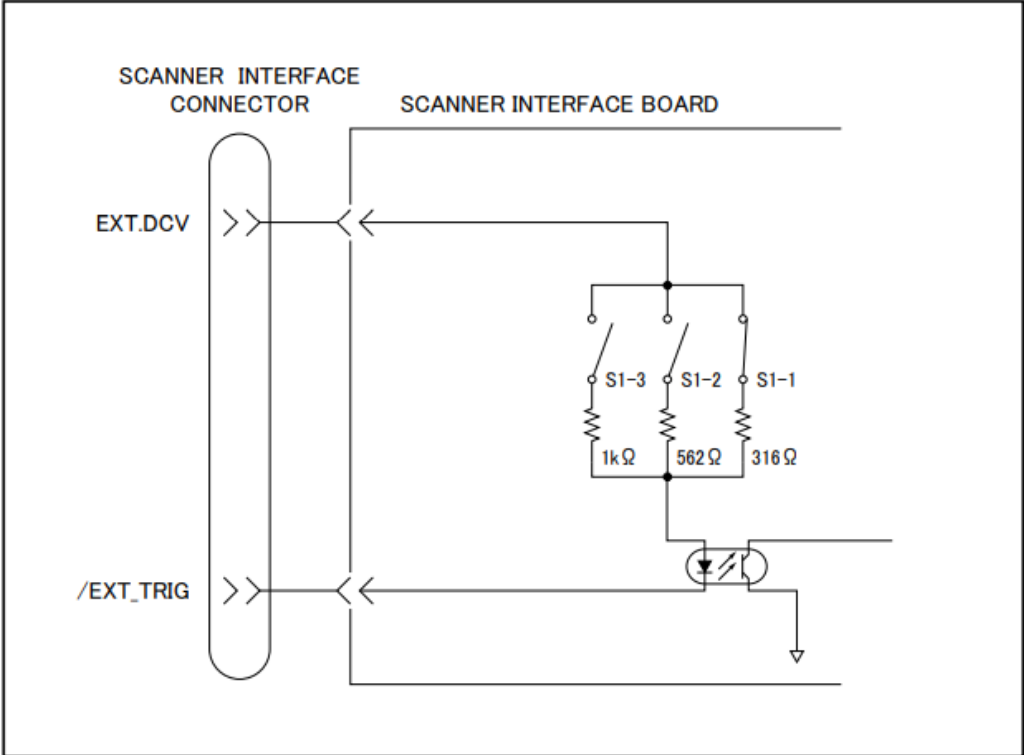 SCANNER INTERFACE
CONNECTOR
SCANNER INTERFACE BOARD
EXT.DCV
S1-3
S1-2
S1-1
1kΩ
562Ω
316Ω
/EXT_TRIG